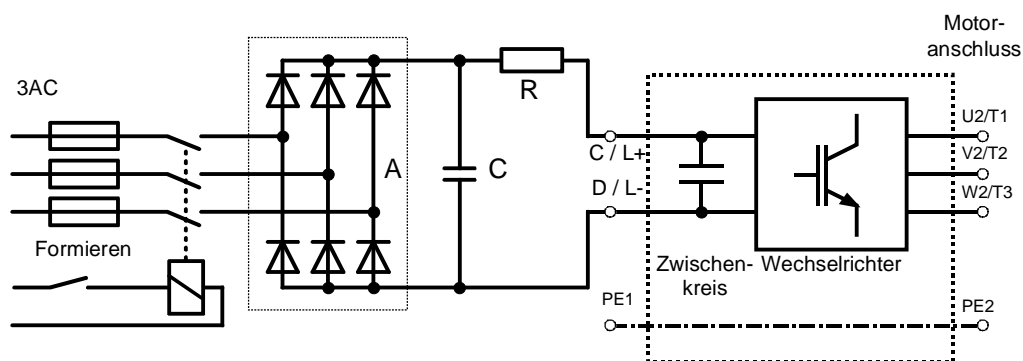 Motor-
anschluss
3AC
R
U2/T1
C / L+
V2/T2
A
C
D / L-
W2/T3
Formieren
Zwischen-
kreis
Wechselrichter
PE1
PE2